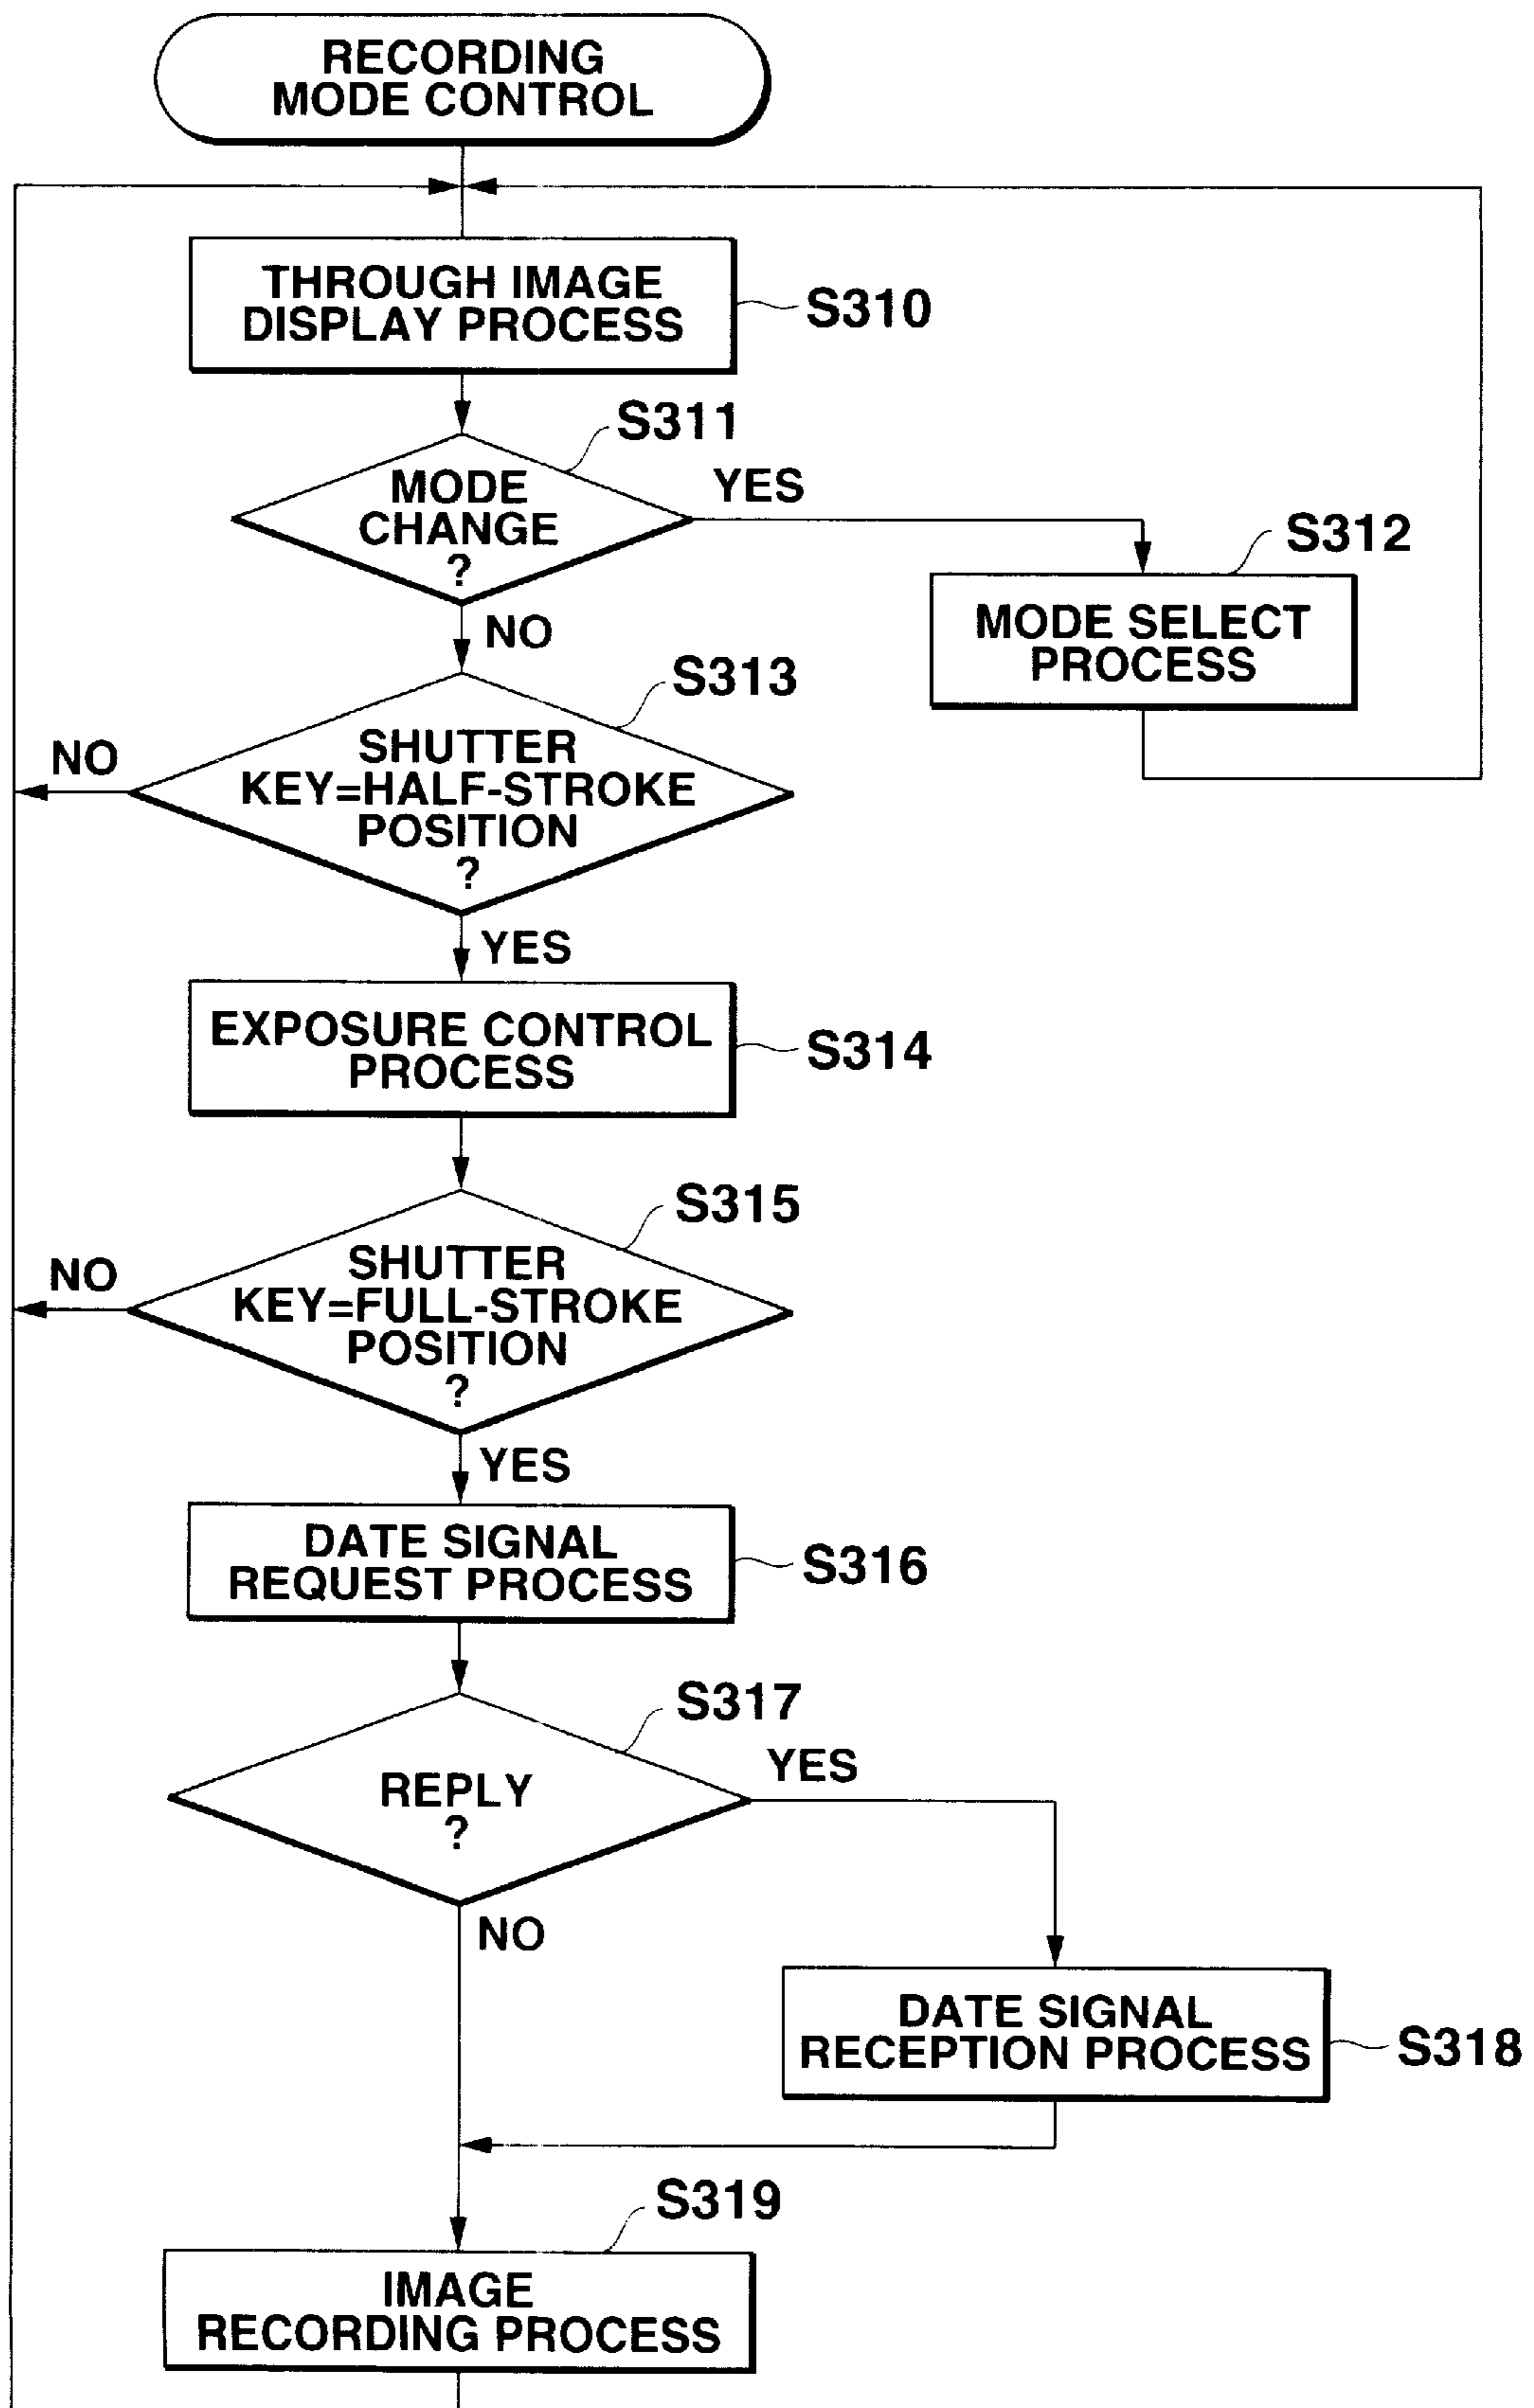 RECORDING
MODE CONTROL
THROUGH IMAGE
DISPLAY PROCESS
S310
S311
MODE
CHANGE
?
YES
NO
S312
MODE SELECT
PROCESS
S313
SHUTTER
KEY=HALF-STROKE
POSITION
?
NO
YES
EXPOSURE CONTROL
PROCESS
S314
S315
SHUTTER
KEY=FULL-STROKE
POSITION
?
NO
YES
DATE SIGNAL
REQUEST PROCESS
S316
S317
REPLY
?
YES
NO
DATE SIGNAL
RECEPTION PROCESS
S318
S319
IMAGE
RECORDING PROCESS